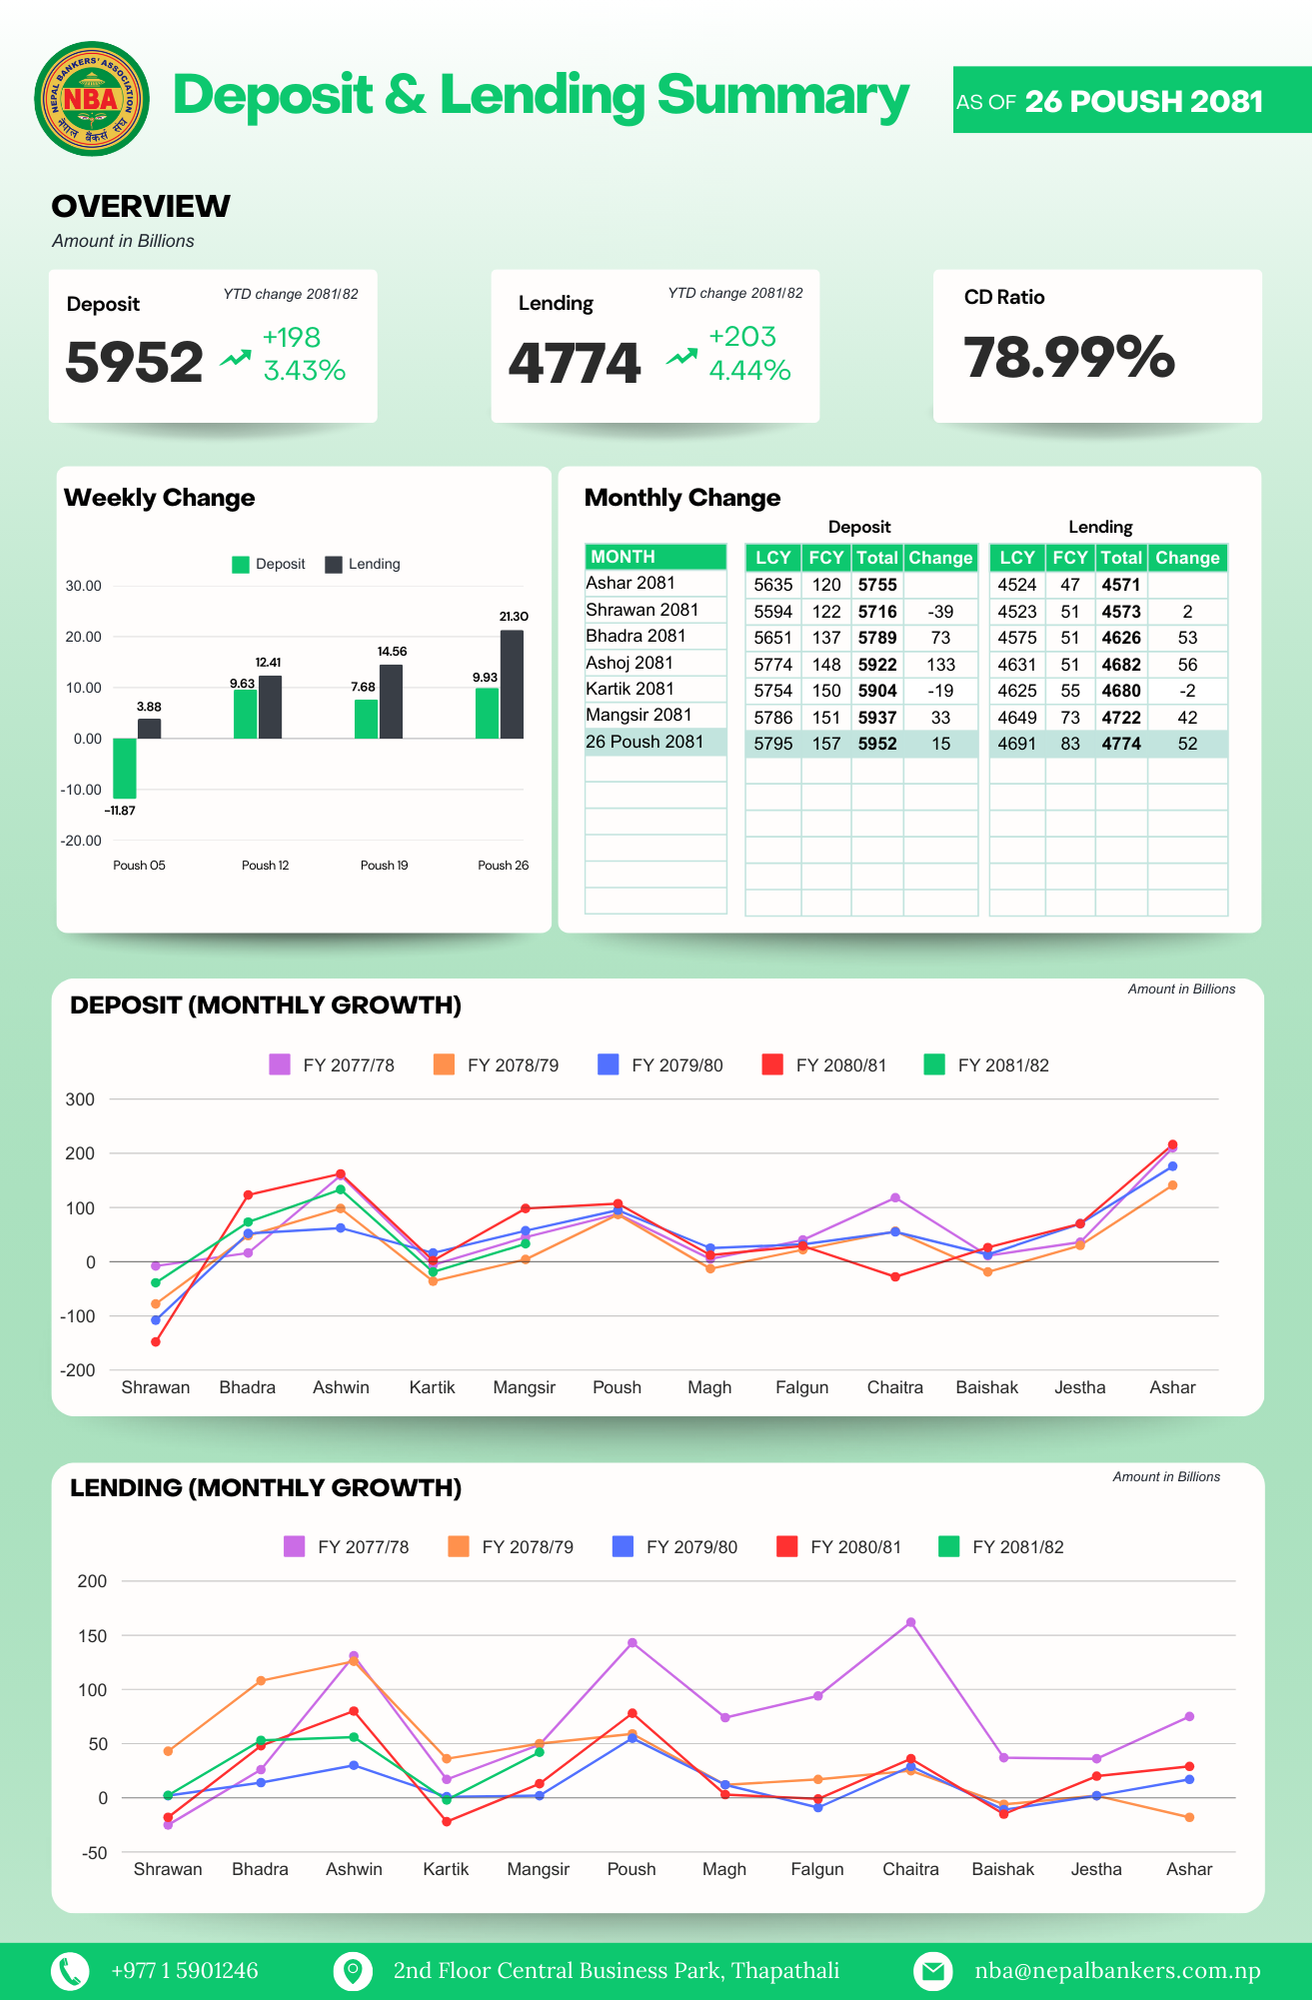 NEPAL BANKERS' ASSOCIATION
NBA
नेपाल बैंकर्स संघ
Deposit & Lending Summary
AS OF 26 POUSH 2081
OVERVIEW
Amount in Billions
Deposit
YTD change 2081/82
5952
+198
3.43%
Lending
YTD change 2081/82
4774
+203
4.44%
CD Ratio
78.99%
Weekly Change
Deposit Lending
30.00
20.00
10.00
0.00
-10.00
-20.00
-11.87
3.88
9.63
12.41
7.68
14.56
9.93
21.30
Poush 05 Poush 12 Poush 19 Poush 26
Monthly Change
Deposit Lending
MONTH LCY FCY Total Change LCY FCY Total Change
Ashar 2081 5635 120 5755 4524 47 4571
Shrawan 2081 5594 122 5716 -39 4523 51 4573 2
Bhadra 2081 5651 137 5789 73 4575 51 4626 53
Ashoj 2081 5774 148 5922 133 4631 51 4682 56
Kartik 2081 5754 150 5904 -19 4625 55 4680 -2
Mangsir 2081 5786 151 5937 33 4649 73 4722 42
26 Poush 2081 5795 157 5952 15 4691 83 4774 52
DEPOSIT (MONTHLY GROWTH)
Amount in Billions
FY 2077/78 FY 2078/79 FY 2079/80 FY 2080/81 FY 2081/82
300
200
100
0
-100
-200
Shrawan Bhadra Ashwin Kartik Mangsir Poush Magh Falgun Chaitra Baishak Jestha Ashar
LENDING (MONTHLY GROWTH)
Amount in Billions
FY 2077/78 FY 2078/79 FY 2079/80 FY 2080/81 FY 2081/82
200
150
100
50
0
-50
Shrawan Bhadra Ashwin Kartik Mangsir Poush Magh Falgun Chaitra Baishak Jestha Ashar
+977 1 5901246
2nd Floor Central Business Park, Thapathali
nba@nepalbankers.com.np